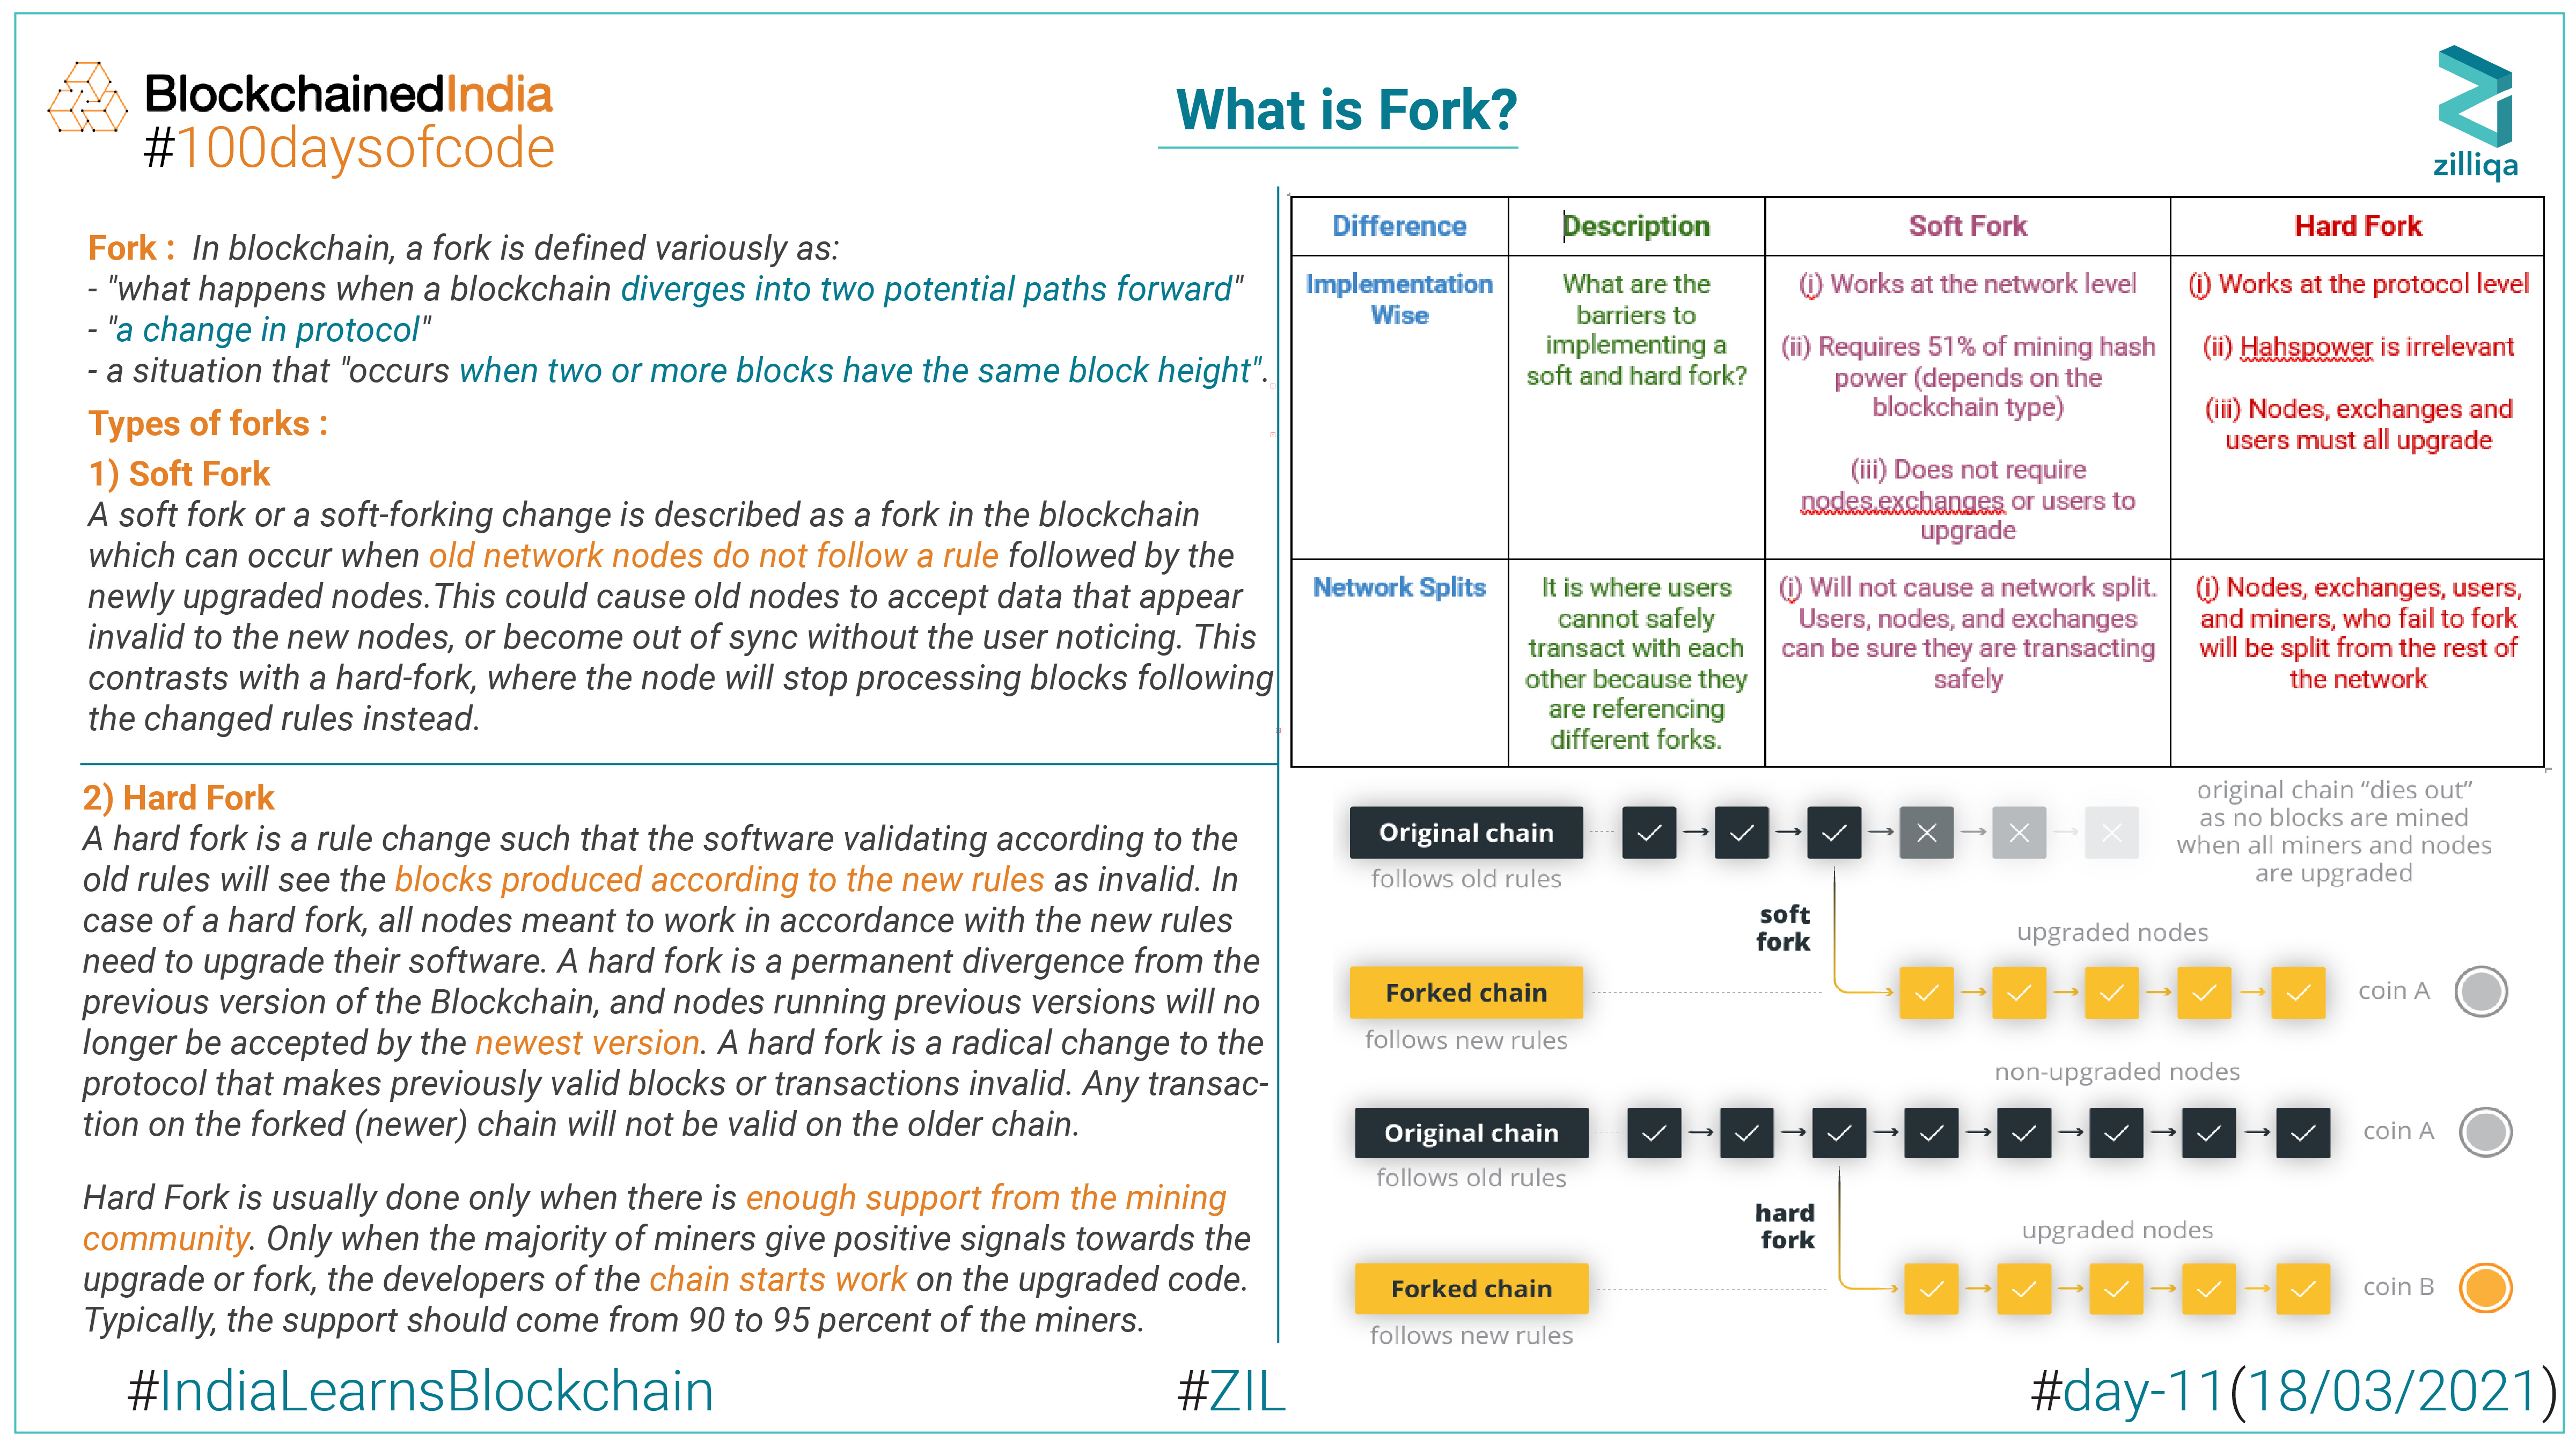 BlockchainedIndia
#100daysofcode
What is Fork?
zilliqa
Fork : In blockchain, a fork is defined variously as:
- "what happens when a blockchain diverges into two potential paths forward"
- "a change in protocol"
- a situation that "occurs when two or more blocks have the same block height".
Types of forks :
1) Soft Fork
A soft fork or a soft-forking change is described as a fork in the blockchain
which can occur when old network nodes do not follow a rule followed by the
newly upgraded nodes.This could cause old nodes to accept data that appear
invalid to the new nodes, or become out of sync without the user noticing. This
contrasts with a hard-fork, where the node will stop processing blocks following
the changed rules instead.
2) Hard Fork
A hard fork is a rule change such that the software validating according to the
old rules will see the blocks produced according to the new rules as invalid. In
case of a hard fork, all nodes meant to work in accordance with the new rules
need to upgrade their software. A hard fork is a permanent divergence from the
previous version of the Blockchain, and nodes running previous versions will no
longer be accepted by the newest version. A hard fork is a radical change to the
protocol that makes previously valid blocks or transactions invalid. Any transac-
tion on the forked (newer) chain will not be valid on the older chain.
Hard Fork is usually done only when there is enough support from the mining
community. Only when the majority of miners give positive signals towards the
upgrade or fork, the developers of the chain starts work on the upgraded code.
Typically, the support should come from 90 to 95 percent of the miners.
Difference
Description
Soft Fork
Hard Fork
Implementation
Wise
What are the
barriers to
implementing a
soft and hard fork?
(i) Works at the network level
(ii) Requires 51% of mining hash
power (depends on the
blockchain type)
(iii) Does not require
nodes,exchanges or users to
upgrade
(i) Works at the protocol level
(ii) Hahspower is irrelevant
(iii) Nodes, exchanges and
users must all upgrade
Network Splits
It is where users
cannot safely
transact with each
other because they
are referencing
different forks.
(i) Will not cause a network split.
Users, nodes, and exchanges
can be sure they are transacting
safely
(i) Nodes, exchanges, users,
and miners, who fail to fork
will be split from the rest of
the network
Original chain
follows old rules
original chain “dies out”
as no blocks are mined
when all miners and nodes
are upgraded
soft
fork
upgraded nodes
Forked chain
coin A
follows new rules
non-upgraded nodes
Original chain
coin A
follows old rules
hard
fork
upgraded nodes
Forked chain
coin B
follows new rules
#IndiaLearnsBlockchain
#ZIL
#day-11(18/03/2021)